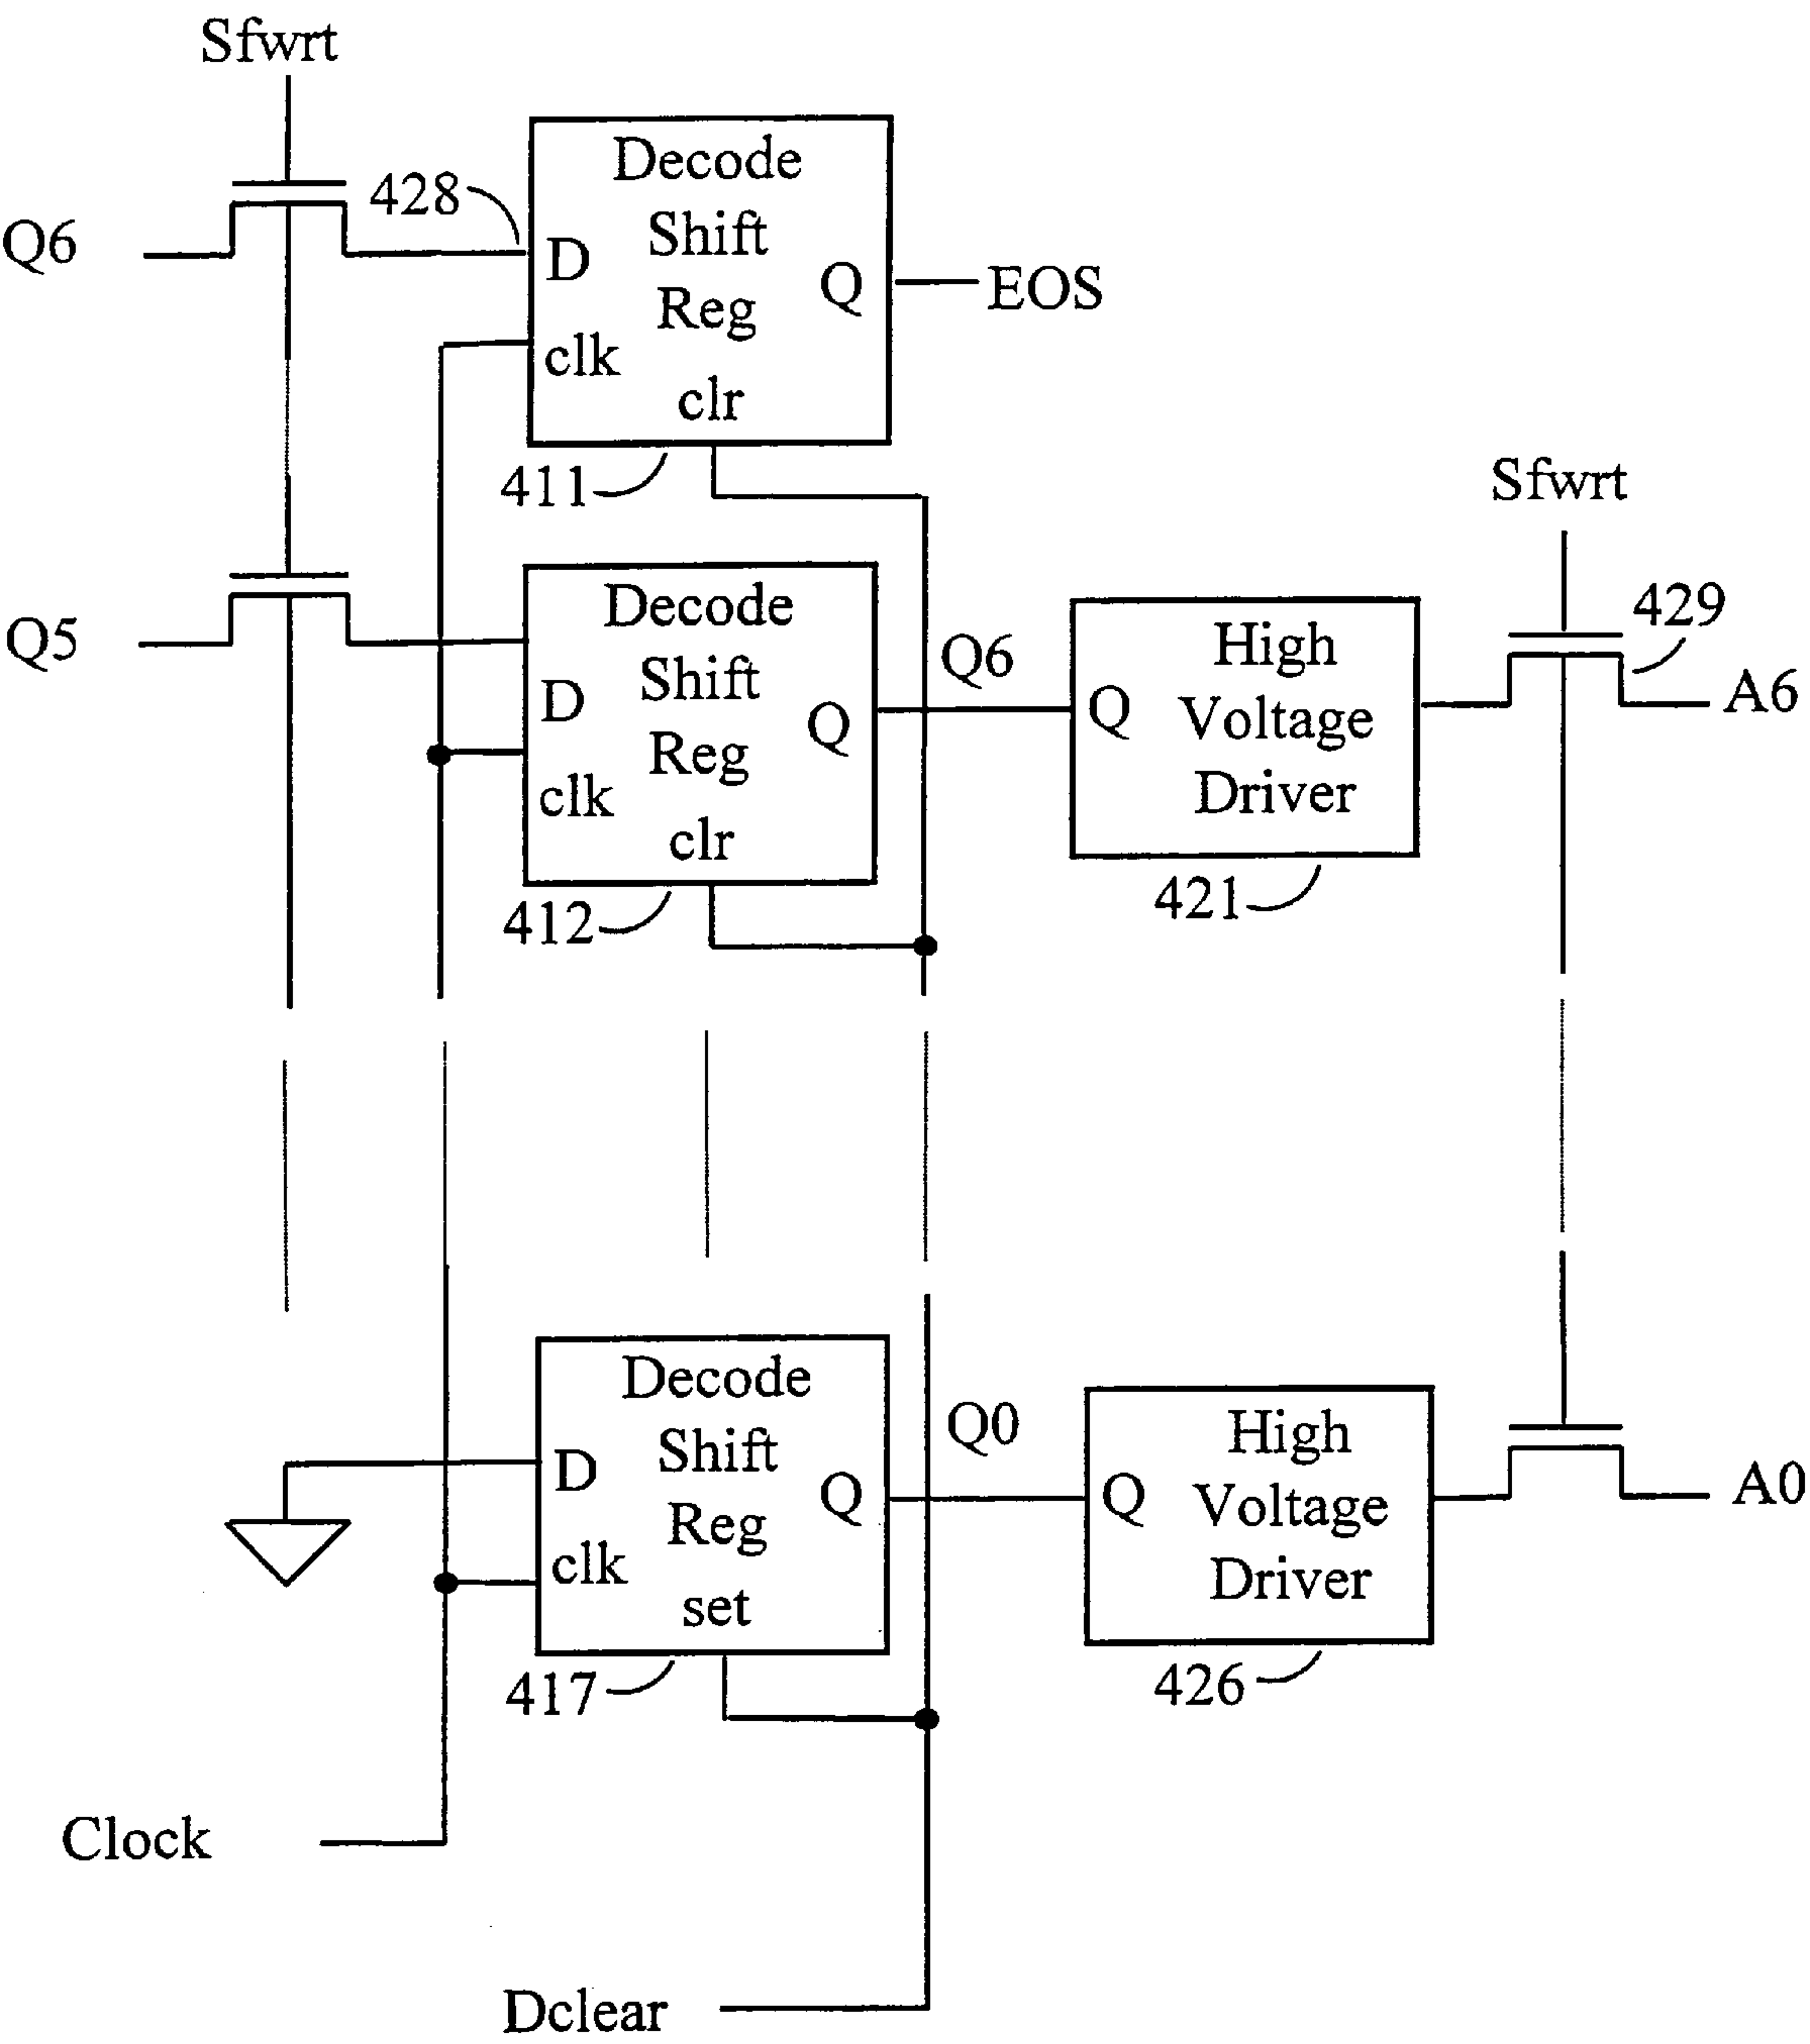 Sfwrt
Decode
Shift
Reg
428
D
Q6
Q
EOS
clk
clr
411
Sfwrt
Decode
Shift
Reg
Q5
D
Q
clk
clr
412
Q6
High
Voltage
Driver
Q
421
429
A6
Decode
Shift
Reg
D
Q
clk
set
417
Q0
High
Voltage
Driver
Q
426
A0
Clock
Dclear